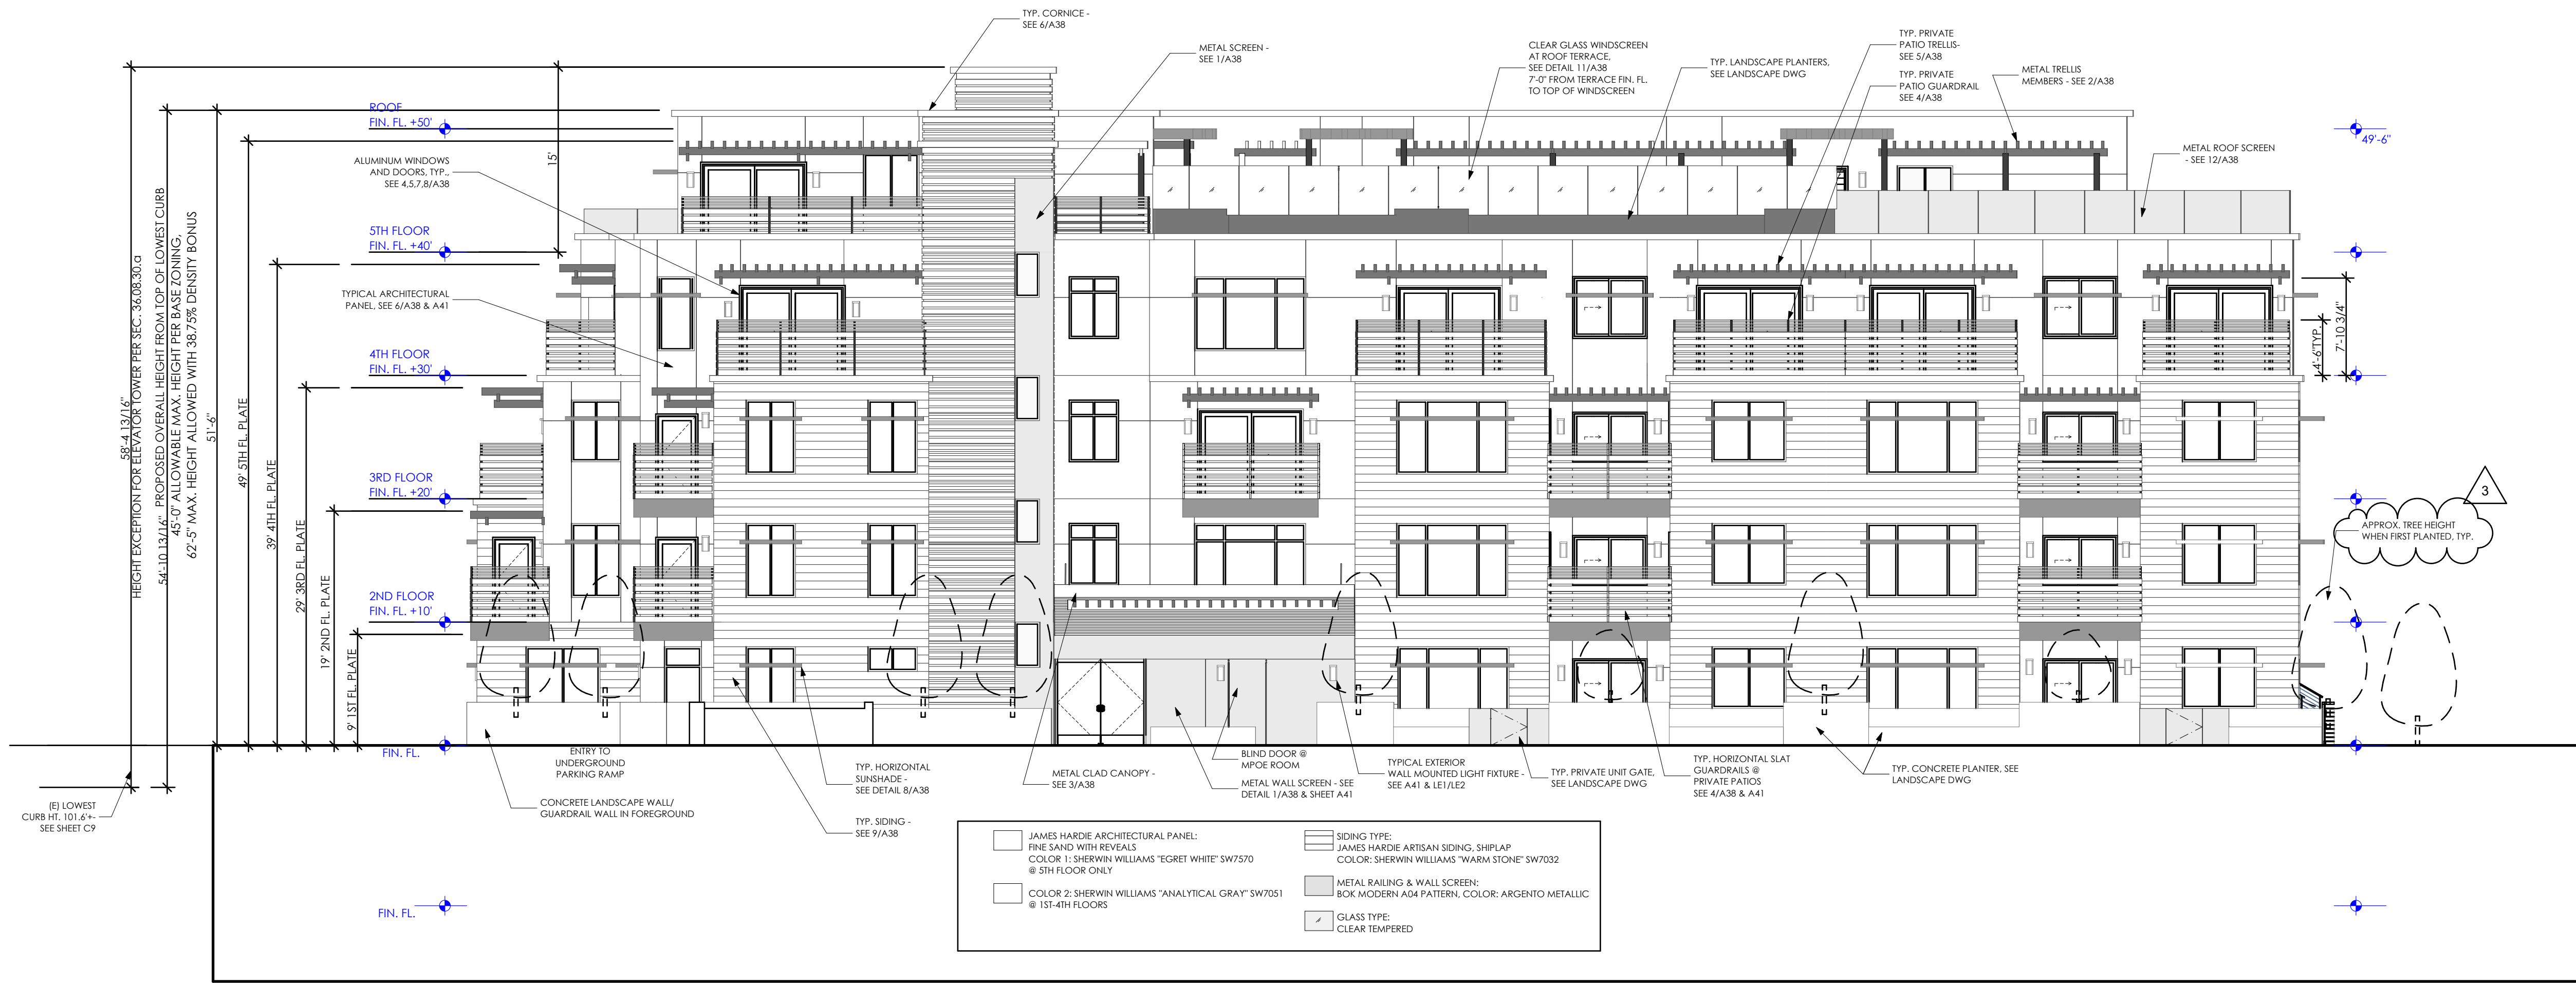 TYP. CORNICE -
SEE 6/A38
METAL SCREEN -
SEE 1/A38
CLEAR GLASS WINDSCREEN
AT ROOF TERRACE,
SEE DETAIL 11/A38
7'-0" FROM TERRACE FIN. FL.
TO TOP OF WINDSCREEN
TYP. LANDSCAPE PLANTERS,
SEE LANDSCAPE DWG
TYP. PRIVATE
PATIO TRELLIS-
SEE 5/A38
TYP. PRIVATE
PATIO GUARDRAIL
SEE 4/A38
METAL TRELLIS
MEMBERS - SEE 2/A38
METAL ROOF SCREEN
- SEE 12/A38
49'-6"
ROOF
FIN. FL. +50'
ALUMINUM WINDOWS
AND DOORS, TYP.,
SEE 4,5,7,8/A38
5TH FLOOR
FIN. FL. +40'
TYPICAL ARCHITECTURAL
PANEL, SEE 6/A38 & A41
4TH FLOOR
FIN. FL. +30'
3RD FLOOR
FIN. FL. +20'
2ND FLOOR
FIN. FL. +10'
FIN. FL.
FIN. FL.
58'-4 13/16"
HEIGHT EXCEPTION FOR ELEVATOR TOWER PER SEC. 36.08.30.a
54'-10 13/16" PROPOSED OVERALL HEIGHT FROM TOP OF LOWEST CURB
45'-0" ALLOWABLE MAX. HEIGHT PER BASE ZONING,
62'-5" MAX. HEIGHT ALLOWED WITH 38.75% DENSITY BONUS
51'-6"
49' 5TH FL. PLATE
39' 4TH FL. PLATE
29' 3RD FL. PLATE
19' 2ND FL. PLATE
9' 1ST FL. PLATE
15'
4'-6"TYP.
7'-10 3/4"
3
APPROX. TREE HEIGHT
WHEN FIRST PLANTED, TYP.
(E) LOWEST
CURB HT. 101.6'+-
SEE SHEET C9
ENTRY TO
UNDERGROUND
PARKING RAMP
CONCRETE LANDSCAPE WALL/
GUARDRAIL WALL IN FOREGROUND
TYP. HORIZONTAL
SUNSHADE -
SEE DETAIL 8/A38
TYP. SIDING -
SEE 9/A38
METAL CLAD CANOPY -
SEE 3/A38
BLIND DOOR @
MPOE ROOM
METAL WALL SCREEN - SEE
DETAIL 1/A38 & SHEET A41
TYPICAL EXTERIOR
WALL MOUNTED LIGHT FIXTURE -
SEE A41 & LE1/LE2
TYP. PRIVATE UNIT GATE,
SEE LANDSCAPE DWG
TYP. HORIZONTAL SLAT
GUARDRAILS @
PRIVATE PATIOS
SEE 4/A38 & A41
TYP. CONCRETE PLANTER, SEE
LANDSCAPE DWG
JAMES HARDIE ARCHITECTURAL PANEL:
FINE SAND WITH REVEALS
COLOR 1: SHERWIN WILLIAMS "EGRET WHITE" SW7570
@ 5TH FLOOR ONLY
COLOR 2: SHERWIN WILLIAMS "ANALYTICAL GRAY" SW7051
@ 1ST-4TH FLOORS
SIDING TYPE:
JAMES HARDIE ARTISAN SIDING, SHIPLAP
COLOR: SHERWIN WILLIAMS "WARM STONE" SW7032
METAL RAILING & WALL SCREEN:
BOK MODERN A04 PATTERN, COLOR: ARGENTO METALLIC
GLASS TYPE:
CLEAR TEMPERED